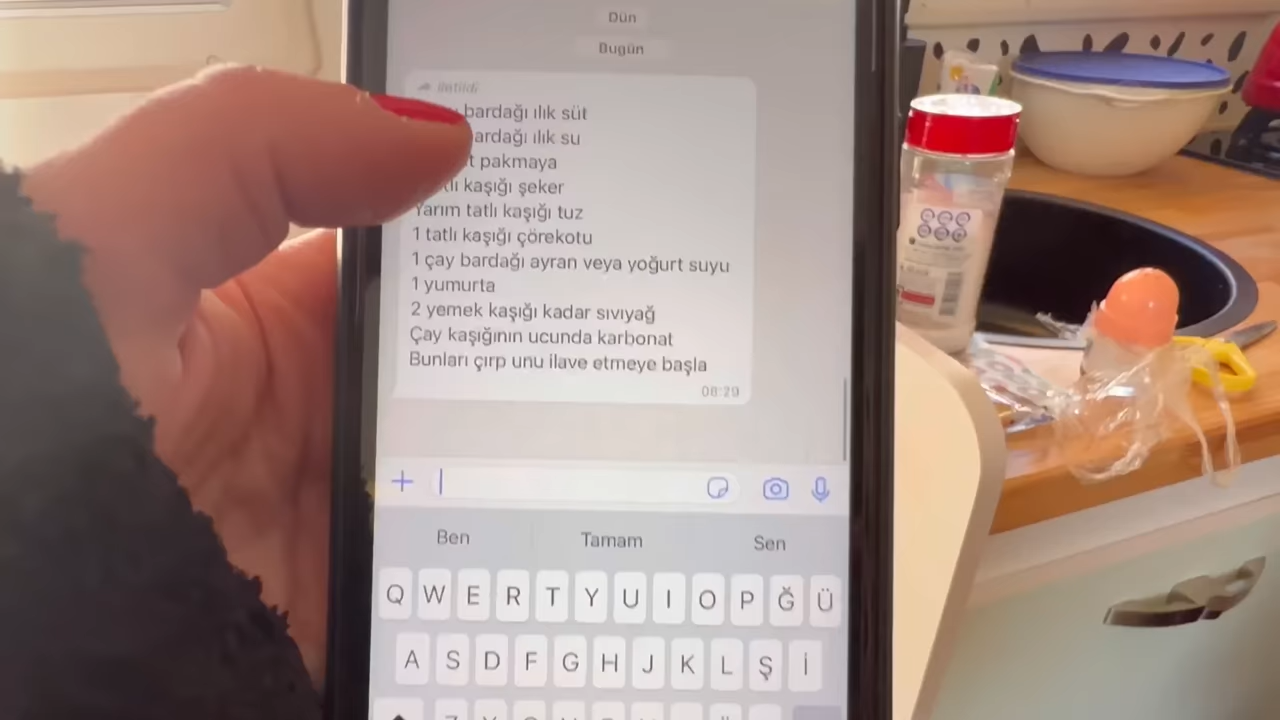 Dün
Bugün
iletildi
bardağı ılık süt
bardağı ılık su
pakmaya
kaşığı şeker
Yarım tatlı kaşığı tuz
1 tatlı kaşığı çörekotu
1 çay bardağı ayran veya yoğurt suyu
1 yumurta
2 yemek kaşığı kadar sıvıyağ
Çay kaşığının ucunda karbonat
Bunları çırp unu ilave etmeye başla
08:29
Ben Tamam Sen
Q W E R T Y U I O P Ğ Ü
A S D F G H J K L Ş İ